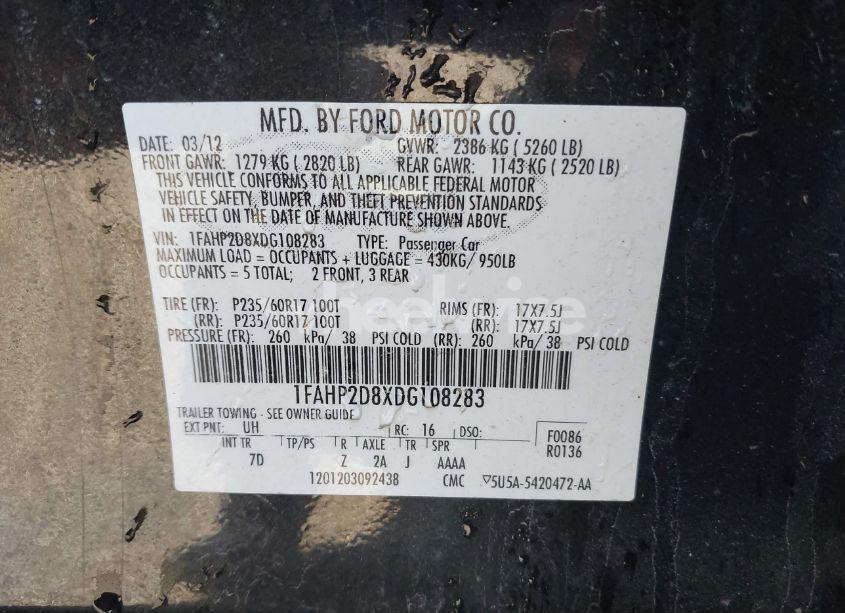 MFD. BY FORD MOTOR CO.
DATE: 03/12 GVWR: 2386 KG ( 5260 LB)
FRONT GAWR: 1279 KG ( 2820 LB) REAR GAWR: 1143 KG ( 2520 LB)
THIS VEHICLE CONFORMS TO ALL APPLICABLE FEDERAL MOTOR
VEHICLE SAFETY, BUMPER, AND THEFT PREVENTION STANDARDS
IN EFFECT ON THE DATE OF MANUFACTURE SHOWN ABOVE.
VIN: 1FAHP2D8XDG108283 TYPE: Passenger Car
MAXIMUM LOAD = OCCUPANTS + LUGGAGE = 430KG/ 950LB
OCCUPANTS = 5 TOTAL; 2 FRONT, 3 REAR
TIRE (FR): P235/60R17 100T RIMS (FR): 17X7.5J
(RR): P235/60R17 100T (RR): 17X7.5J
PRESSURE (FR): 260 kPa/ 38 PSI COLD (RR): 260 kPa/ 38 PSI COLD
1FAHP2D8XDG108283
TRAILER TOWING - SEE OWNER GUIDE
EXT PNT: UH RC: 16 DSO: F0086
R0136
INT TR TP/PS R AXLE TR SPR
7D Z 2A J AAAA
1201203092438 CMC ▽5U5A-5420472-AA